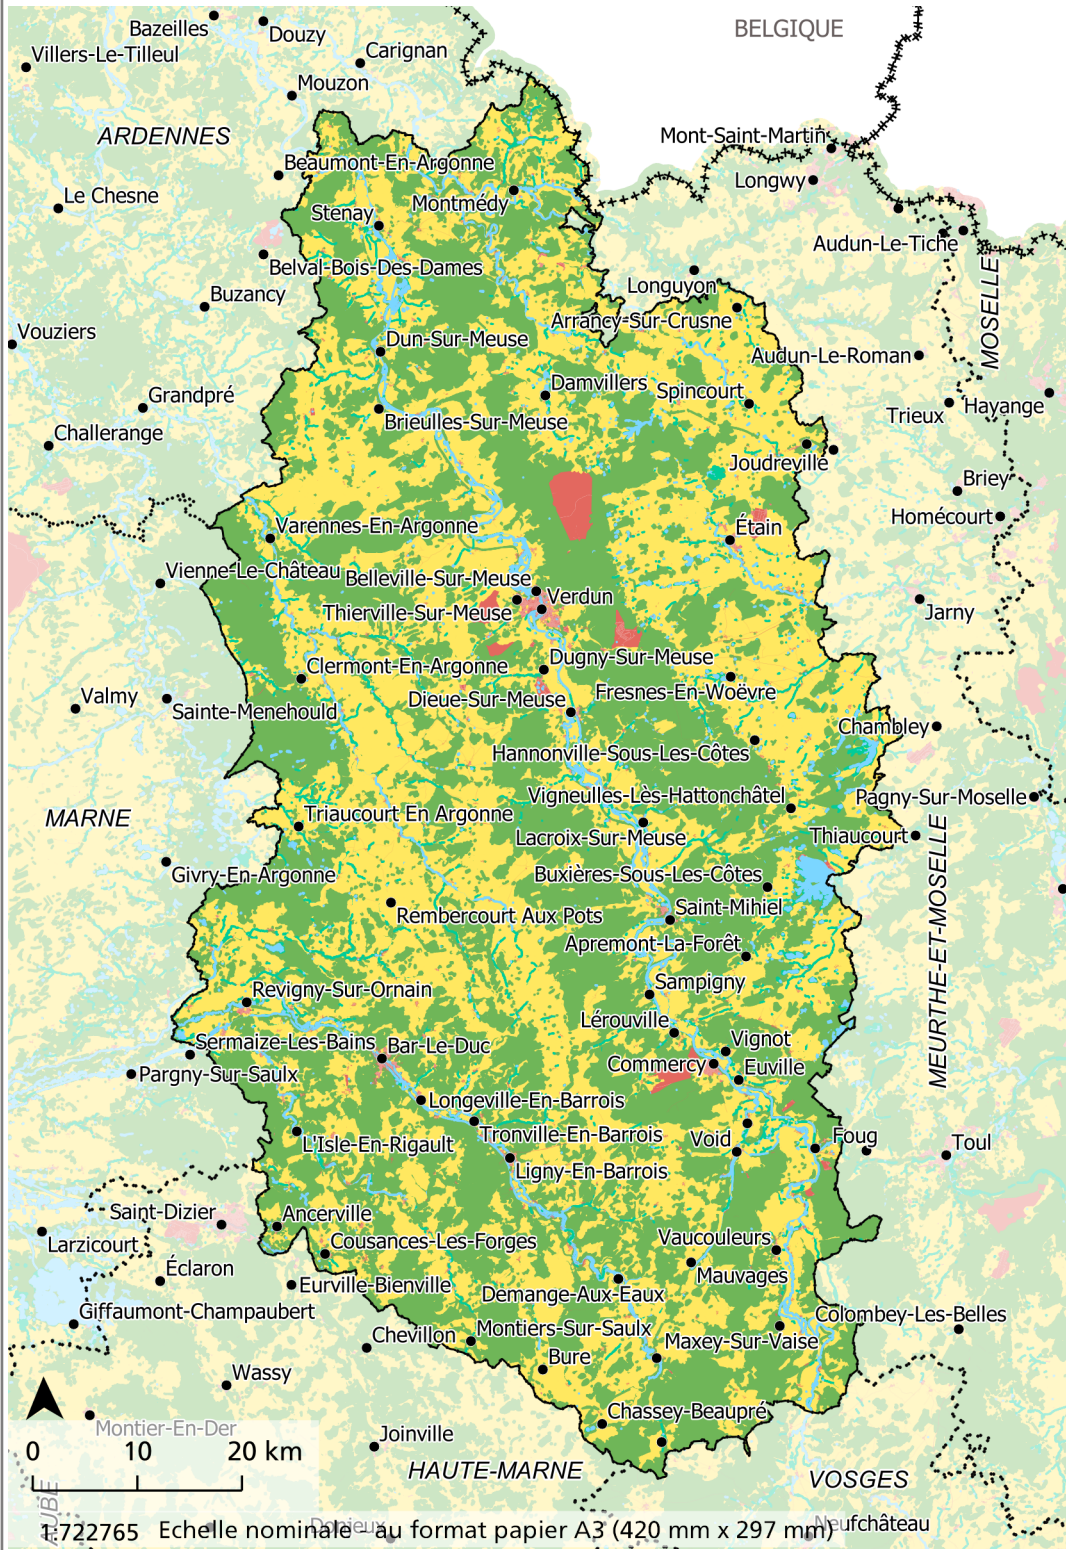 BELGIQUE
Bazeilles
Douzy
Villers-Le-Tilleul
Carignan
Mouzon
ARDENNES
Mont-Saint-Martin
Beaumont-En-Argonne
Longwy
Le Chesne
Montmédy
Stenay
Audun-Le-Tiche
MOSELLE
Belval-Bois-Des-Dames
Longuyon
Buzancy
Arrancy-Sur-Crusne
Vouziers
Dun-Sur-Meuse
Audun-Le-Roman
Damvillers
Spincourt
Grandpré
Trieux
Hayange
Brieulles-Sur-Meuse
Challerange
Joudreville
Briey
Homécourt
Varennes-En-Argonne
Étain
Vienne-Le-Château
Belleville-Sur-Meuse
Verdun
Thierville-Sur-Meuse
Jarny
Dugny-Sur-Meuse
Clermont-En-Argonne
Valmy
Dieue-Sur-Meuse
Fresnes-En-Woëvre
Sainte-Menehould
Chambley
Hannonville-Sous-Les-Côtes
Vigneulles-Lès-Hattonchâtel
Pagny-Sur-Moselle
MARNE
Triaucourt En Argonne
Lacroix-Sur-Meuse
Thiaucourt
Givry-En-Argonne
Buxières-Sous-Les-Côtes
Rembercourt Aux Pots
Saint-Mihiel
MEURTHE-ET-MOSELLE
Apremont-La-Forêt
Sampigny
Revigny-Sur-Ornain
Lérouville
Sermaize-Les-Bains
Bar-Le-Duc
Vignot
Commercy
Euville
Pargny-Sur-Saulx
Longeville-En-Barrois
Tronville-En-Barrois
Void
Foug
Toul
L'Isle-En-Rigault
Ligny-En-Barrois
Saint-Dizier
Ancerville
Larzicourt
Cousances-Les-Forges
Vaucouleurs
Éclaron
Eurville-Bienville
Mauvages
Demange-Aux-Eaux
Giffaumont-Champaubert
Colombey-Les-Belles
Chevillon
Montiers-Sur-Saulx
Maxey-Sur-Vaise
Bure
Wassy
Chassey-Beaupré
Montier-En-Der
Joinville
0 10 20 km
HAUTE-MARNE
VOSGES
AUBE
Donjeux
Neufchâteau
1:722765 Echelle nominale – au format papier A3 (420 mm x 297 mm)